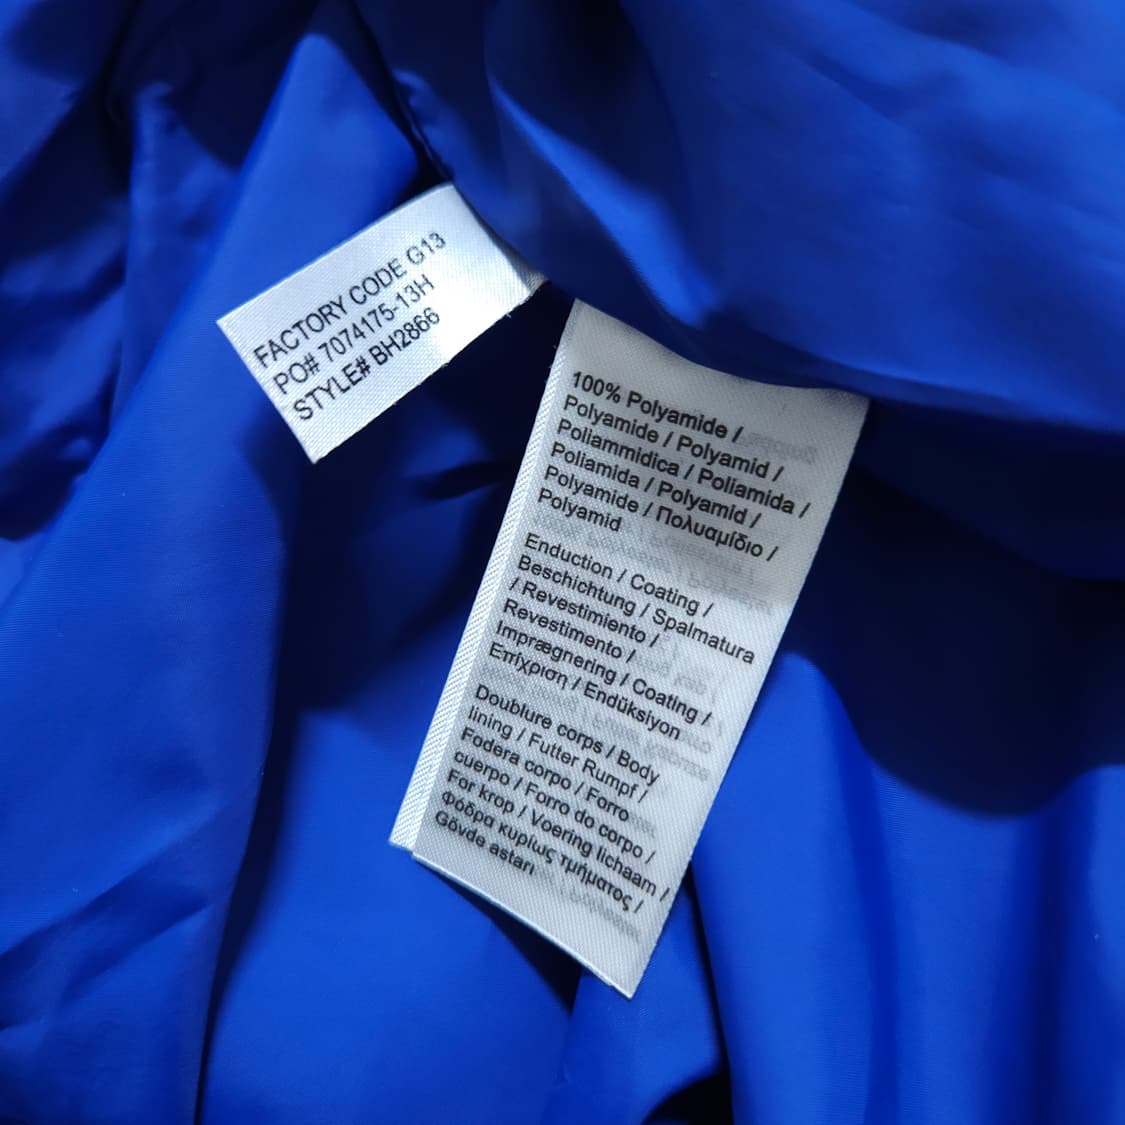 FACTORY CODE G13
PO# 7074175-13H
STYLE# BH2866
100% Polyamide /
Polyamide / Polyamid /
Poliammidica / Poliamida /
Poliamida / Polyamid /
Polyamide / Πολυαμίδιο /
Polyamid
Enduction / Coating /
Beschichtung / Spalmatura
/ Revestimiento /
Revestimento /
Imprægnering / Coating /
Επίχριση / Endüksiyon
Doublure corps / Body
lining / Futter Rumpf /
Fodera corpo / Forro
cuerpo / Forro do corpo /
For krop / Voering lichaam /
Φόδρα κυρίως τμήματος /
Gövde astari